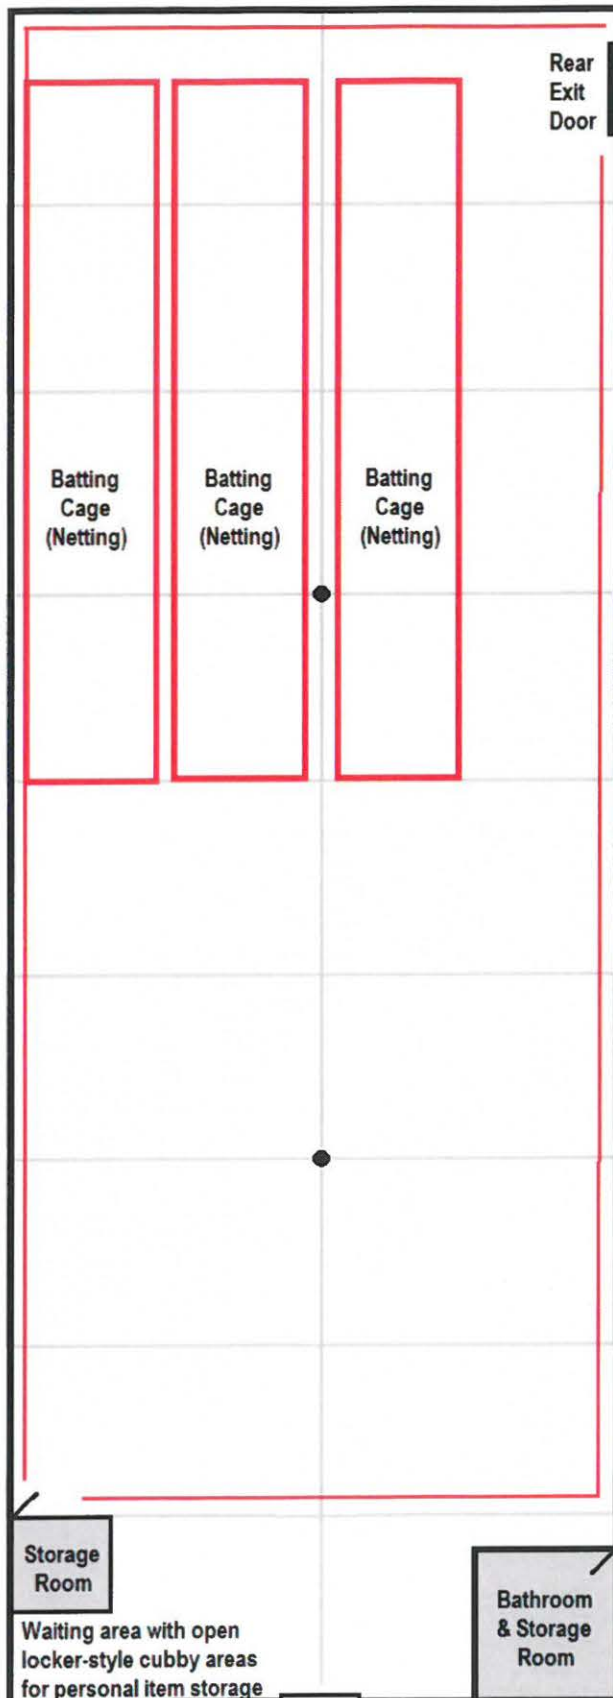 Rear
Exit
Door
Batting
Cage
(Netting)
Batting
Cage
(Netting)
Batting
Cage
(Netting)
Storage
Room
Waiting area with open
locker-style cubby areas
for personal item storage
Bathroom
& Storage
Room